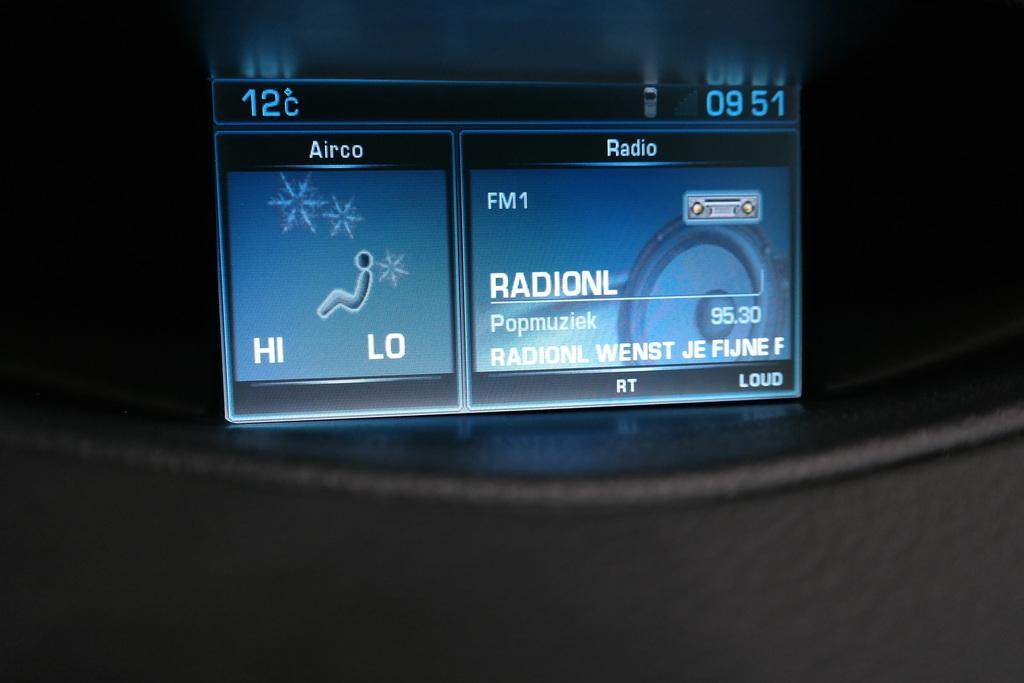 12°C 09 51
Airco
HI LO
Radio
FM1
RADIONL
Popmuziek 95.30
RADIONL WENST JE FIJNE F
RT LOUD